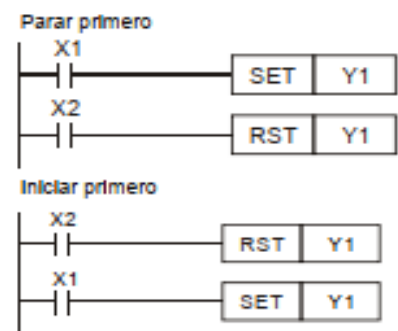 Parar primero
X1
SET Y1
X2
RST Y1
Iniciar primero
X2
RST Y1
X1
SET Y1